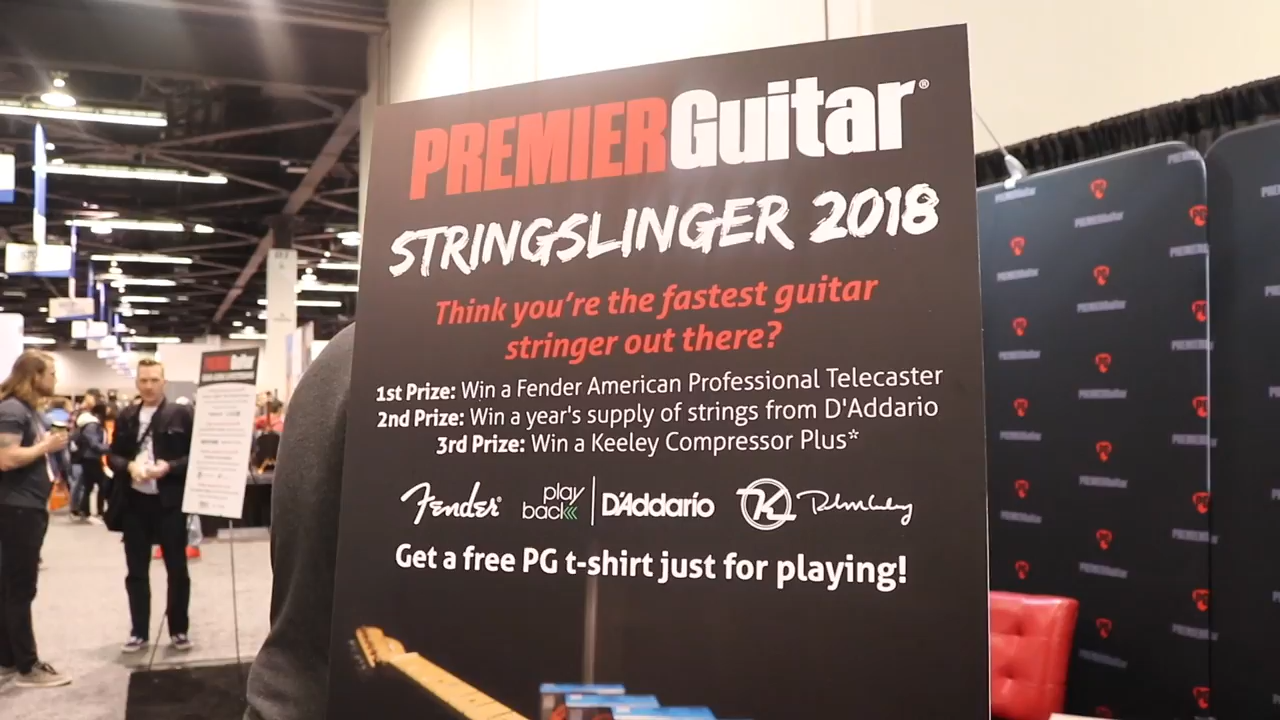 PREMIERGuitar®
STRINGSLINGER 2018
Think you're the fastest guitar
stringer out there?
1st Prize: Win a Fender American Professional Telecaster
2nd Prize: Win a year's supply of strings from D'Addario
3rd Prize: Win a Keeley Compressor Plus*
Fender® play back D'Addario
Get a free PG t-shirt just for playing!